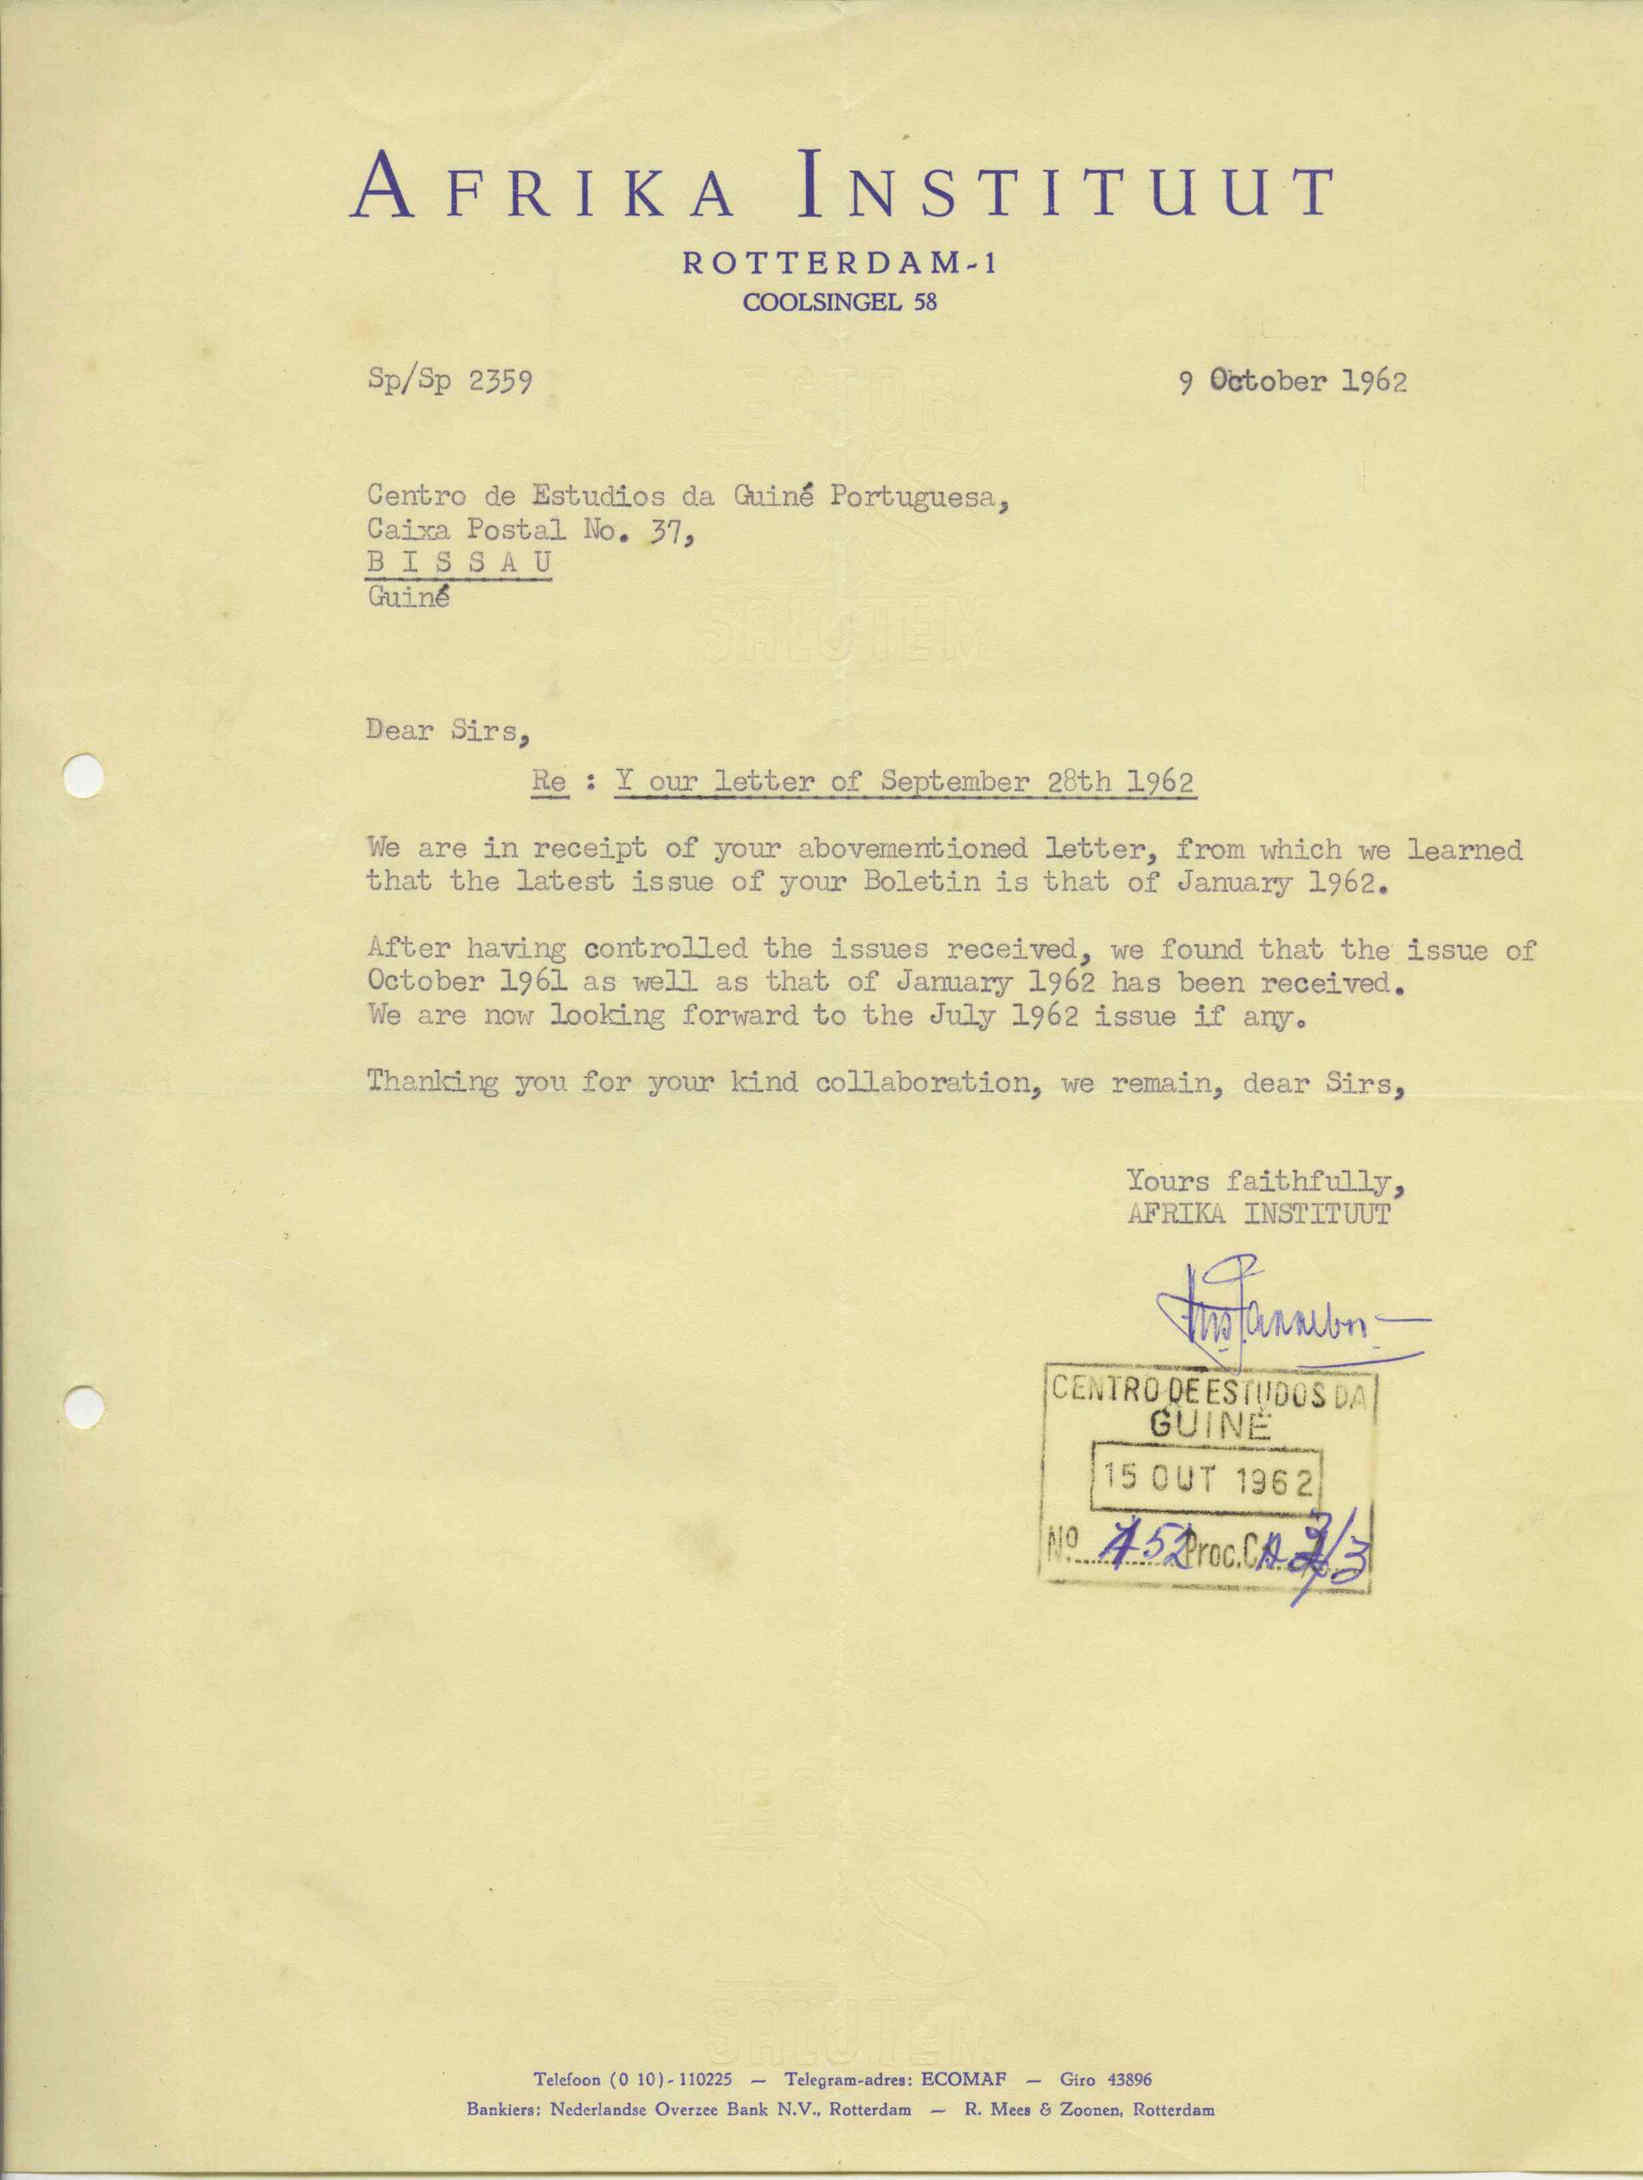 AFRIKA INSTITUUT
ROTTERDAM-1
COOLSINGEL 58
Sp/Sp 2359 9 October 1962
Centro de Estudios da Guiné Portuguesa,
Caixa Postal No. 37,
B I S S A U
Guiné
Dear Sirs,
Re : Y our letter of September 28th 1962
We are in receipt of your abovementioned letter, from which we learned
that the latest issue of your Boletin is that of January 1962.
After having controlled the issues received, we found that the issue of
October 1961 as well as that of January 1962 has been received.
We are now looking forward to the July 1962 issue if any.
Thanking you for your kind collaboration, we remain, dear Sirs,
Yours faithfully,
AFRIKA INSTITUUT
CENTRO DE ESTUDOS DA
GUINÉ
15 OUT 1962
Nº 452 Proc. CA
Telefoon (0 10)-110225 — Telegram-adres: ECOMAF — Giro 43896
Bankiers: Nederlandse Overzee Bank N.V., Rotterdam — R. Mees & Zoonen, Rotterdam